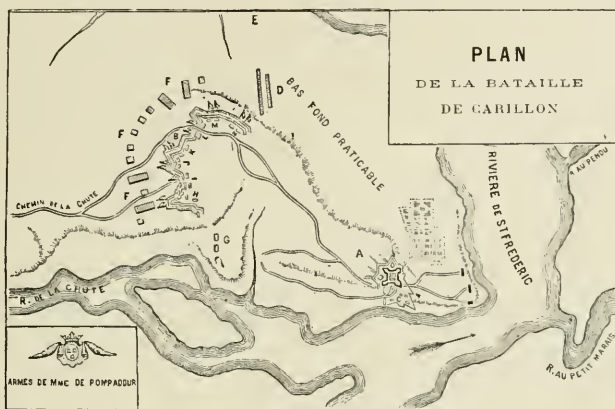 PLAN
DE LA BATAILLE
DE CARILLON
E
F
D
BAS FOND PRATICABLE
F
B
M
K
J
H
F
CHEMIN DE LA CHUTE
G
A
C
RIVIERE DE ST FREDERIC
R. AU PENDU
R. DE LA CHUTE
R. AU PETIT MARAIS
ARMES DE MME DE POMPADOUR